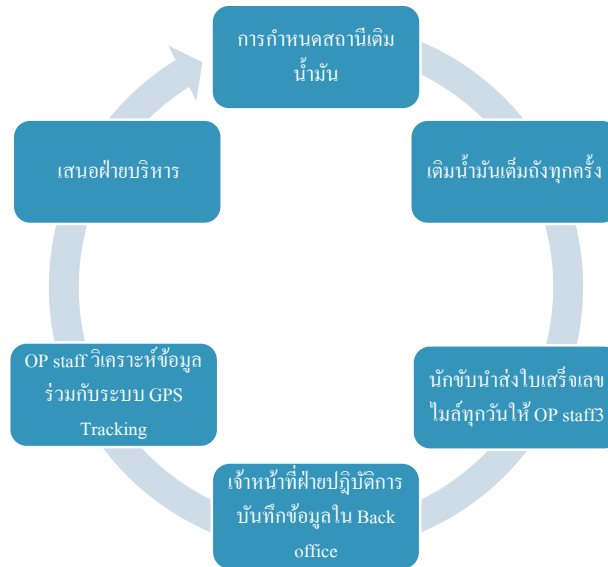 การกำหนดสถานีเติม
น้ำมัน
เติมน้ำมันเต็มถังทุกครั้ง
นักขับนำส่งใบเสร็จเลข
ไมล์ทุกวันให้ OP staff3
เจ้าหน้าที่ฝ่ายปฎิบัติการ
บันทึกข้อมูลใน Back
office
OP staff วิเคราะห์ข้อมูล
ร่วมกับระบบ GPS
Tracking
เสนอฝ่ายบริหาร